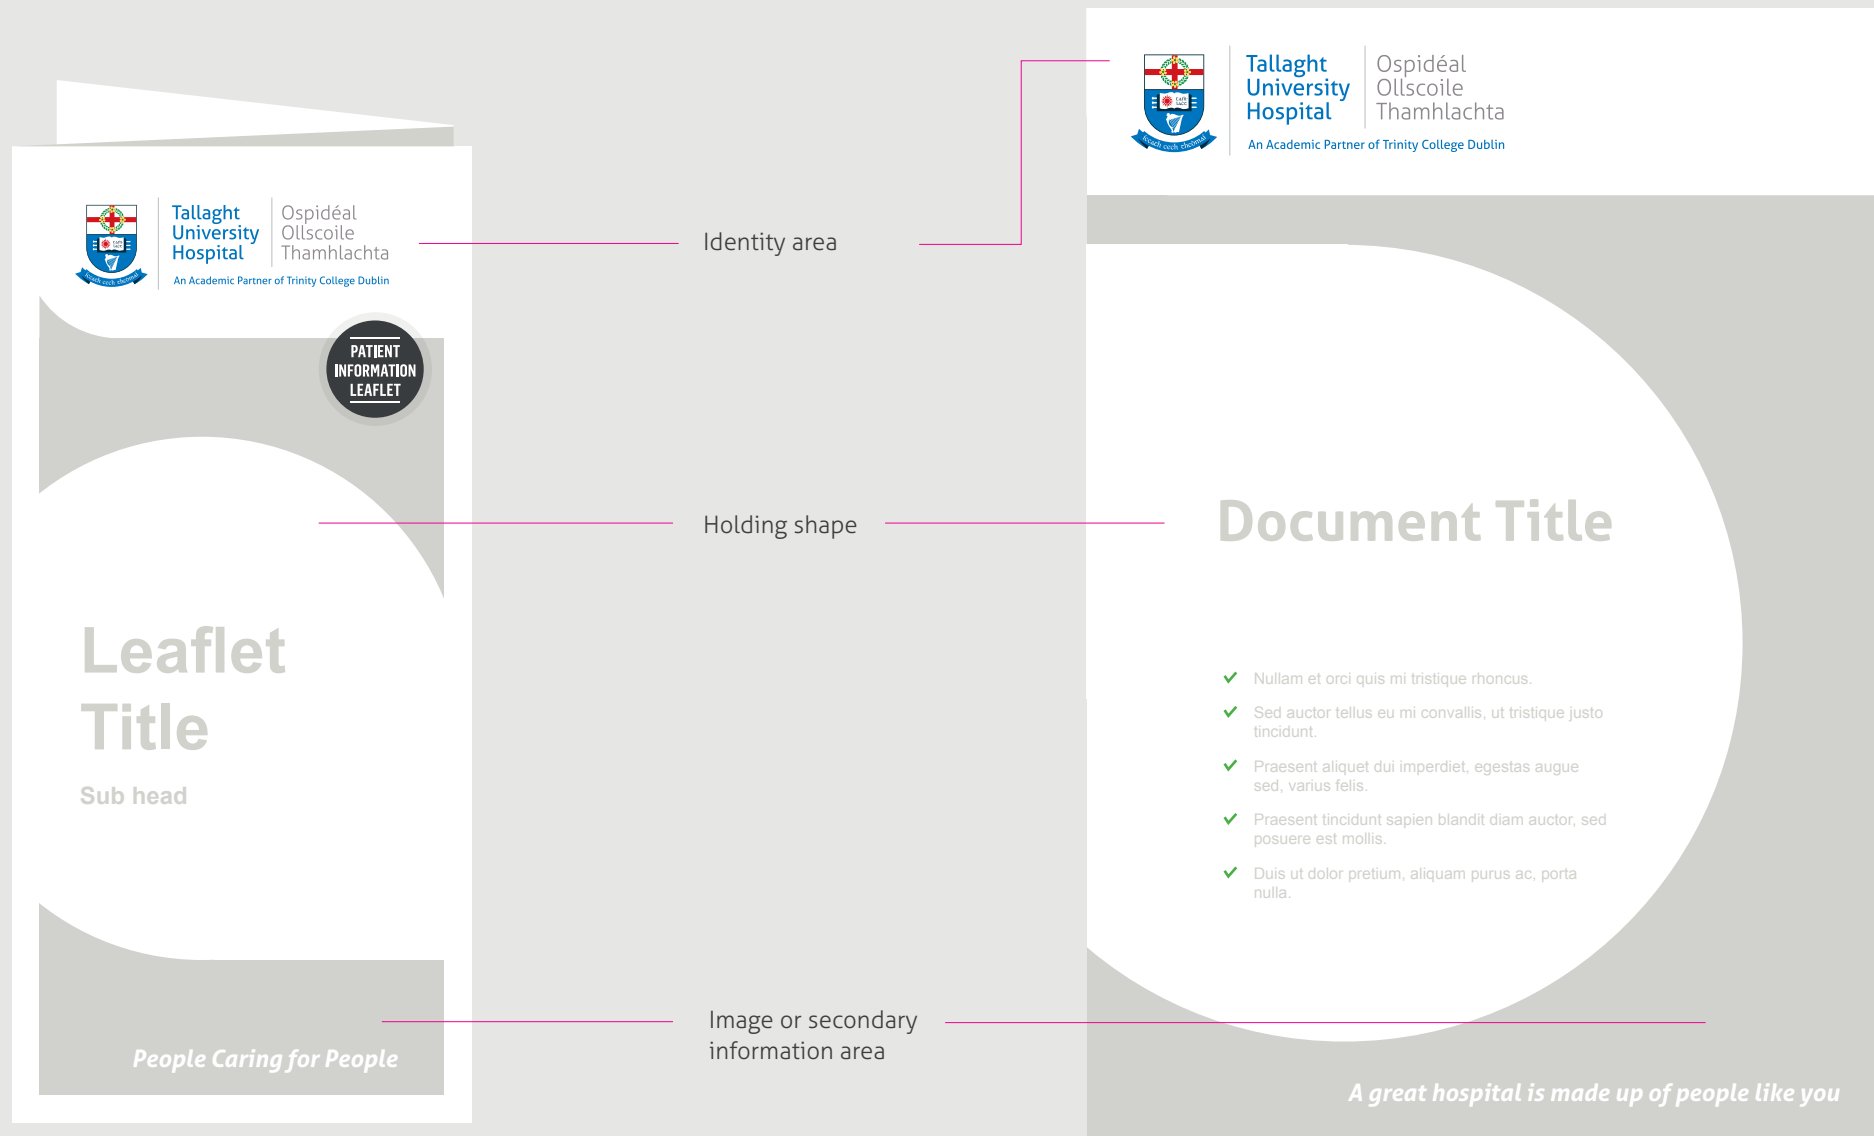 Tallaght
University
Hospital
Ospidéal
Ollscoile
Thamhlachta
An Academic Partner of Trinity College Dublin
PATIENT
INFORMATION
LEAFLET
Leaflet
Title
Sub head
People Caring for People
Identity area
Holding shape
Image or secondary
information area
Tallaght
University
Hospital
Ospidéal
Ollscoile
Thamhlachta
An Academic Partner of Trinity College Dublin
Document Title
Nullam et orci quis mi tristique rhoncus.
Sed auctor tellus eu mi convallis, ut tristique justo
tincidunt.
Praesent aliquet dui imperdiet, egestas augue
sed, varius felis.
Praesent tincidunt sapien blandit diam auctor, sed
posuere est mollis.
Duis ut dolor pretium, aliquam purus ac, porta
nulla.
A great hospital is made up of people like you